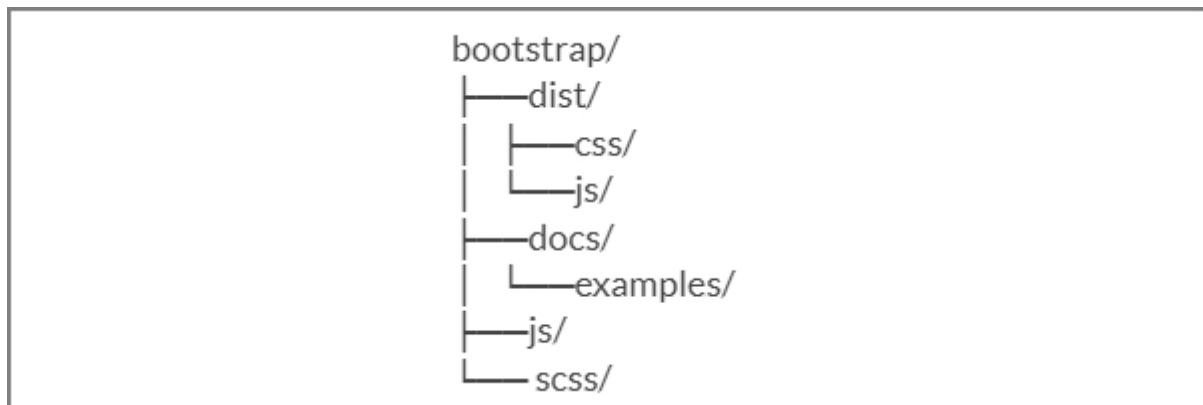 bootstrap/
├──dist/
│ ├──css/
│ └──js/
├──docs/
│ └──examples/
├──js/
└── scss/